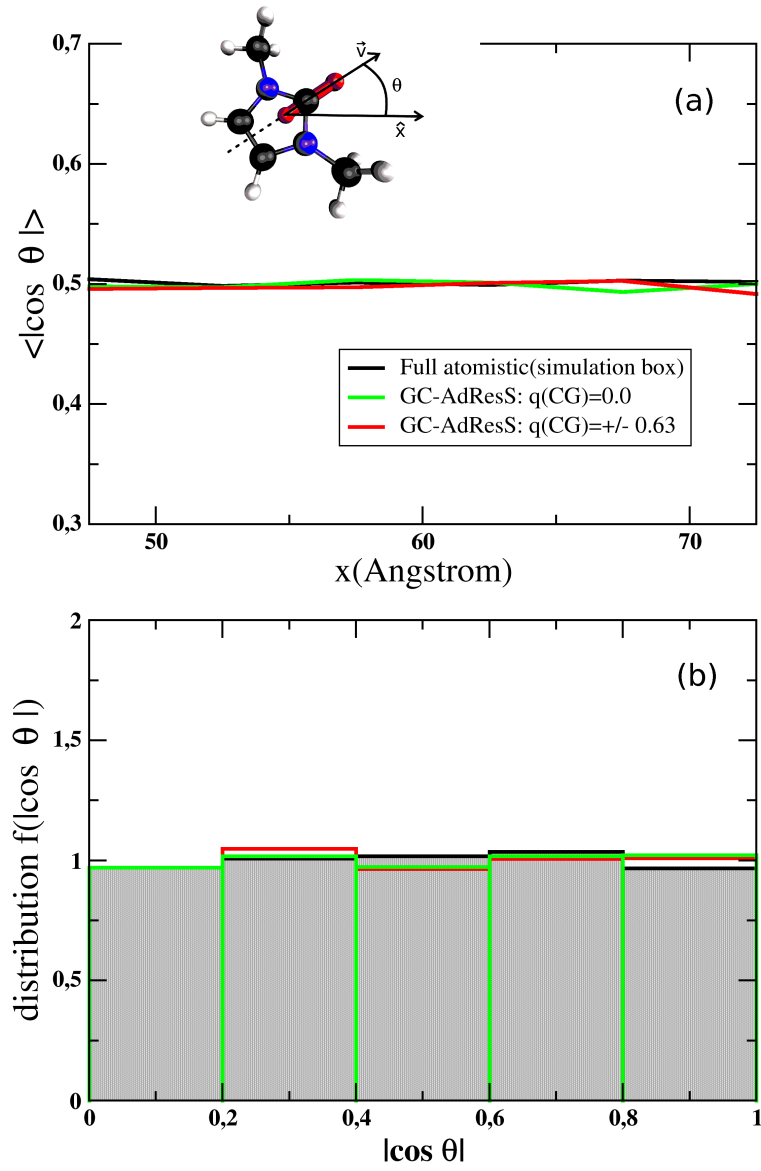 0,7
v⃗
θ
x̂
(a)
0,6
<|cos θ|>
0,5
Full atomistic(simulation box)
GC-AdResS: q(CG)=0.0
GC-AdResS: q(CG)=+/- 0.63
0,4
0,3
50 60 70
x(Angstrom)
2
(b)
distribution f(|cos θ|)
1,5
1
0,5
0
0 0,2 0,4 0,6 0,8 1
|cos θ|